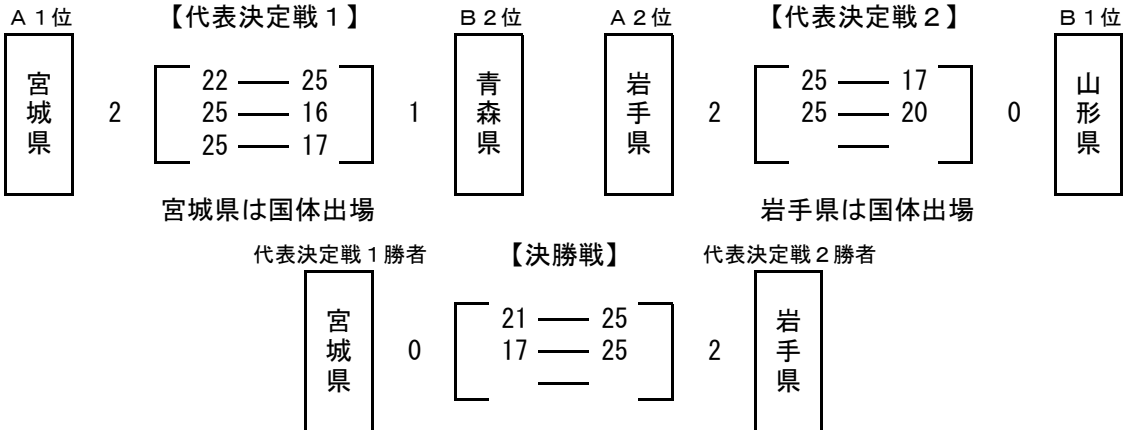 A1位 【代表決定戦1】 B2位 A2位 【代表決定戦2】 B1位
宮城県 2 22 ― 25 1 青森県 岩手県 2 25 ― 17 0 山形県
25 ― 16 25 ― 20
25 ― 17 ―
宮城県は国体出場 岩手県は国体出場
代表決定戦1勝者 【決勝戦】 代表決定戦2勝者
宮城県 0 21 ― 25 2 岩手県
17 ― 25
―